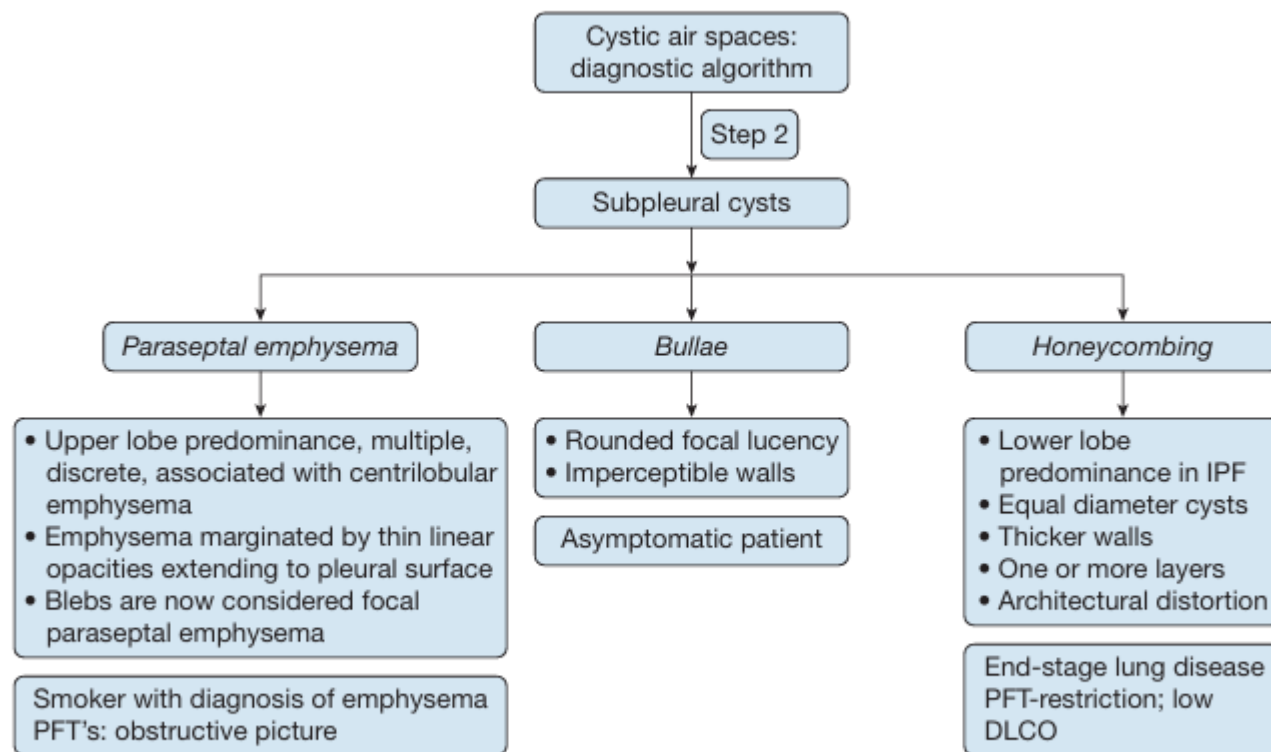 Cystic air spaces:
diagnostic algorithm
Step 2
Subpleural cysts
Paraseptal emphysema
• Upper lobe predominance, multiple,
discrete, associated with centrilobular
emphysema
• Emphysema marginated by thin linear
opacities extending to pleural surface
• Blebs are now considered focal
paraseptal emphysema
Smoker with diagnosis of emphysema
PFT's: obstructive picture
Bullae
• Rounded focal lucency
• Imperceptible walls
Asymptomatic patient
Honeycombing
• Lower lobe
predominance in IPF
• Equal diameter cysts
• Thicker walls
• One or more layers
• Architectural distortion
End-stage lung disease
PFT-restriction; low
DLCO